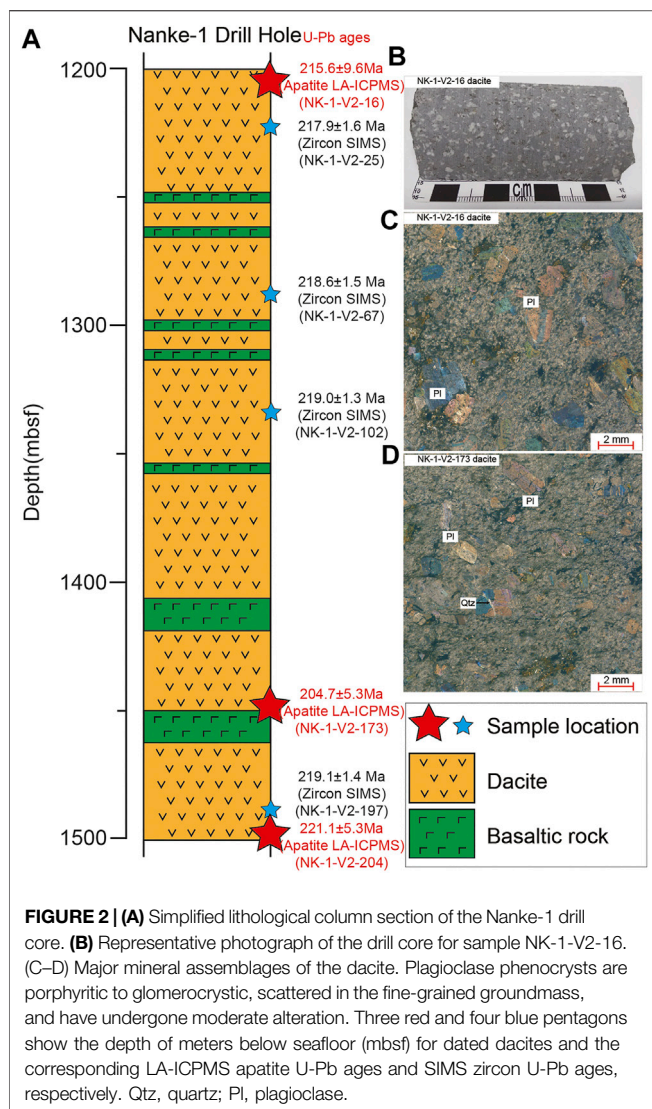 A
Nanke-1 Drill Hole U-Pb ages
1200
215.6±9.6Ma
(Apatite LA-ICPMS)
(NK-1-V2-16)
217.9±1.6 Ma
(Zircon SIMS)
(NK-1-V2-25)
218.6±1.5 Ma
(Zircon SIMS)
(NK-1-V2-67)
1300
219.0±1.3 Ma
(Zircon SIMS)
(NK-1-V2-102)
Depth(mbsf)
1400
204.7±5.3Ma
(Apatite LA-ICPMS)
(NK-1-V2-173)
219.1±1.4 Ma
(Zircon SIMS)
(NK-1-V2-197)
1500
221.1±5.3Ma
(Apatite LA-ICPMS)
(NK-1-V2-204)
B
NK-1-V2-16 dacite
cm
C
NK-1-V2-16 dacite
Pl
Pl
2 mm
D
NK-1-V2-173 dacite
Pl
Pl
Qtz
2 mm
Sample location
Dacite
Basaltic rock
FIGURE 2 | (A) Simplified lithological column section of the Nanke-1 drill
core. (B) Representative photograph of the drill core for sample NK-1-V2-16.
(C–D) Major mineral assemblages of the dacite. Plagioclase phenocrysts are
porphyritic to glomerocrystic, scattered in the fine-grained groundmass,
and have undergone moderate alteration. Three red and four blue pentagons
show the depth of meters below seafloor (mbsf) for dated dacites and the
corresponding LA-ICPMS apatite U-Pb ages and SIMS zircon U-Pb ages,
respectively. Qtz, quartz; Pl, plagioclase.